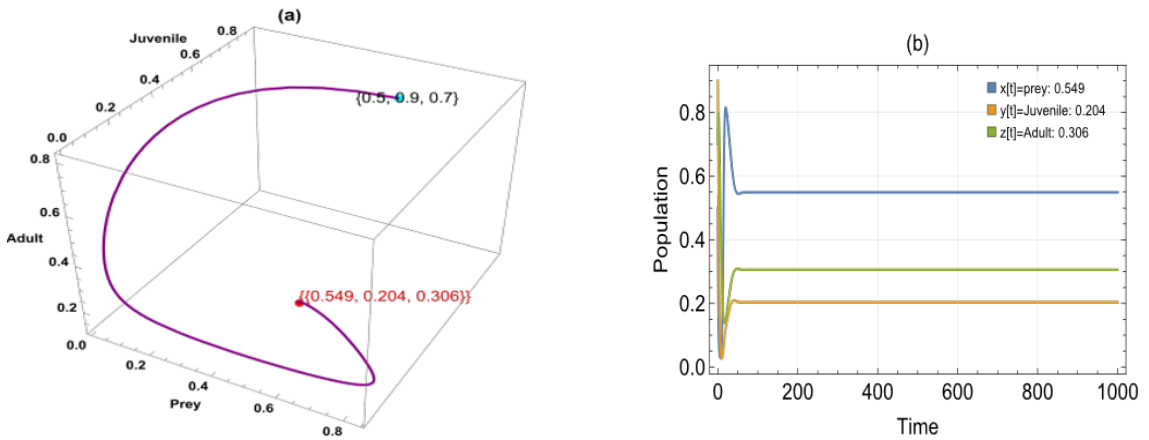 (a)
Juvenile
0.8
0.6
0.4
0.2
0.0
{0.5, 0.9, 0.7}
0.8
0.6
Adult
0.4
0.2
{{0.549, 0.204, 0.306}}
0.0
0.2
0.4
Prey
0.6
0.8
(b)
x[t]=prey: 0.549
y[t]=Juvenile: 0.204
z[t]=Adult: 0.306
Population
0.8
0.6
0.4
0.2
0.0
0 200 400 600 800 1000
Time